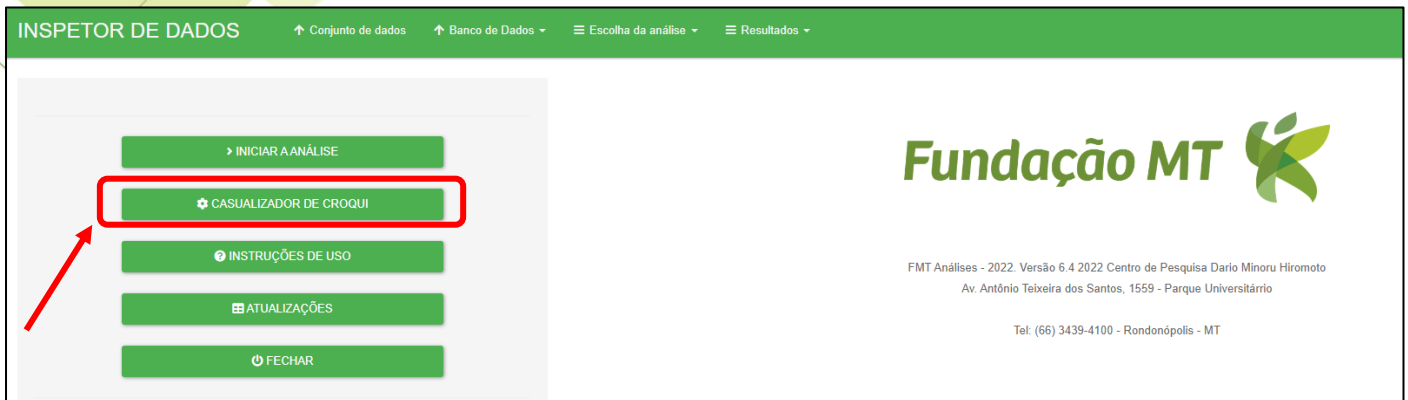 INSPETOR DE DADOS
Conjunto de dados
Banco de Dados
Escolha da análise
Resultados
INICIAR A ANÁLISE
CASUALIZADOR DE CROQUI
INSTRUÇÕES DE USO
ATUALIZAÇÕES
FECHAR
Fundação MT
FMT Análises - 2022. Versão 6.4 2022 Centro de Pesquisa Dario Minoru Hiromoto
Av. Antônio Teixeira dos Santos, 1559 - Parque Universitárrio
Tel: (66) 3439-4100 - Rondonópolis - MT